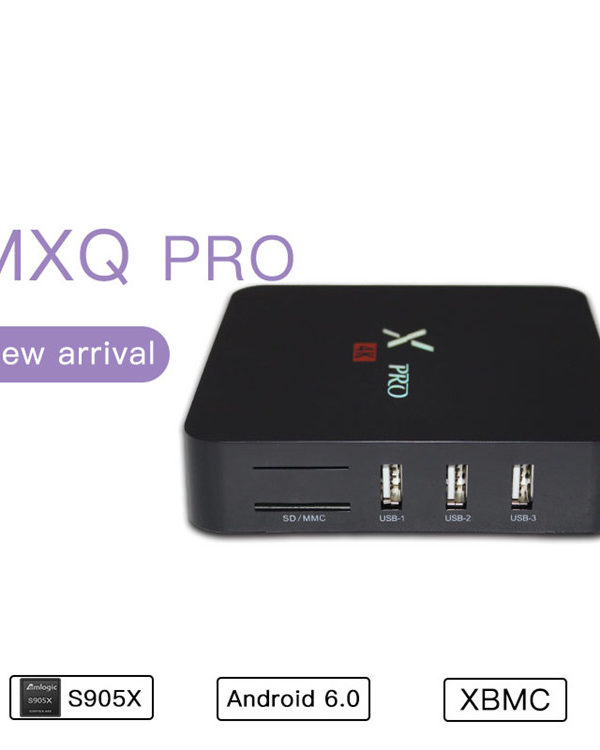 MXQ PRO
ew arrival
X
4K
PRO
SD/MMC
USB-1
USB-2
USB-3
Amlogic
S905X
S905X
Android 6.0
XBMC